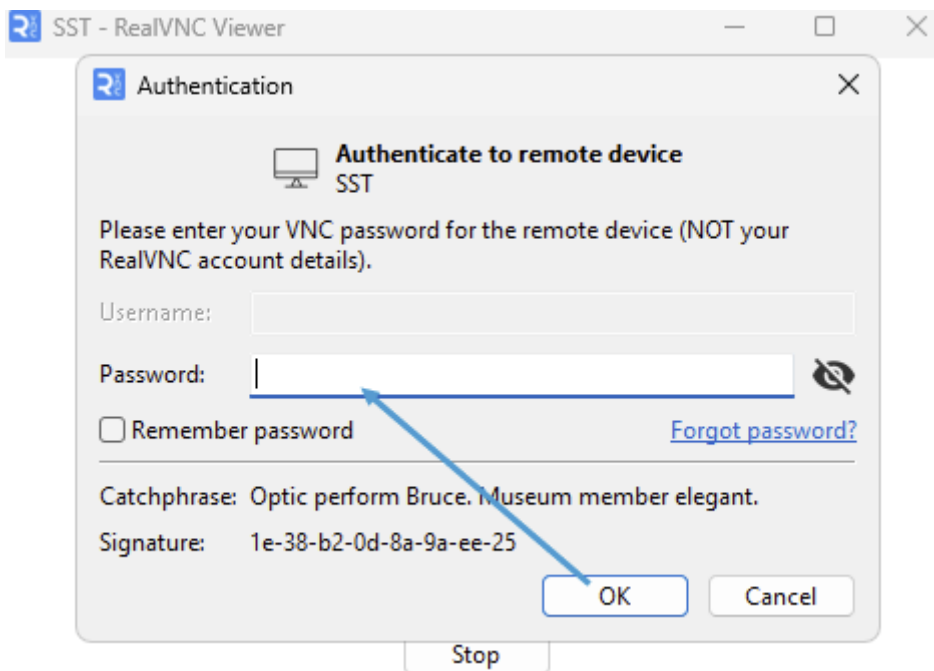 SST - RealVNC Viewer
Authentication
Authenticate to remote device
SST
Please enter your VNC password for the remote device (NOT your
RealVNC account details).
Username:
Password:
Remember password Forgot password?
Catchphrase: Optic perform Bruce. Museum member elegant.
Signature: 1e-38-b2-0d-8a-9a-ee-25
OK Cancel
Stop